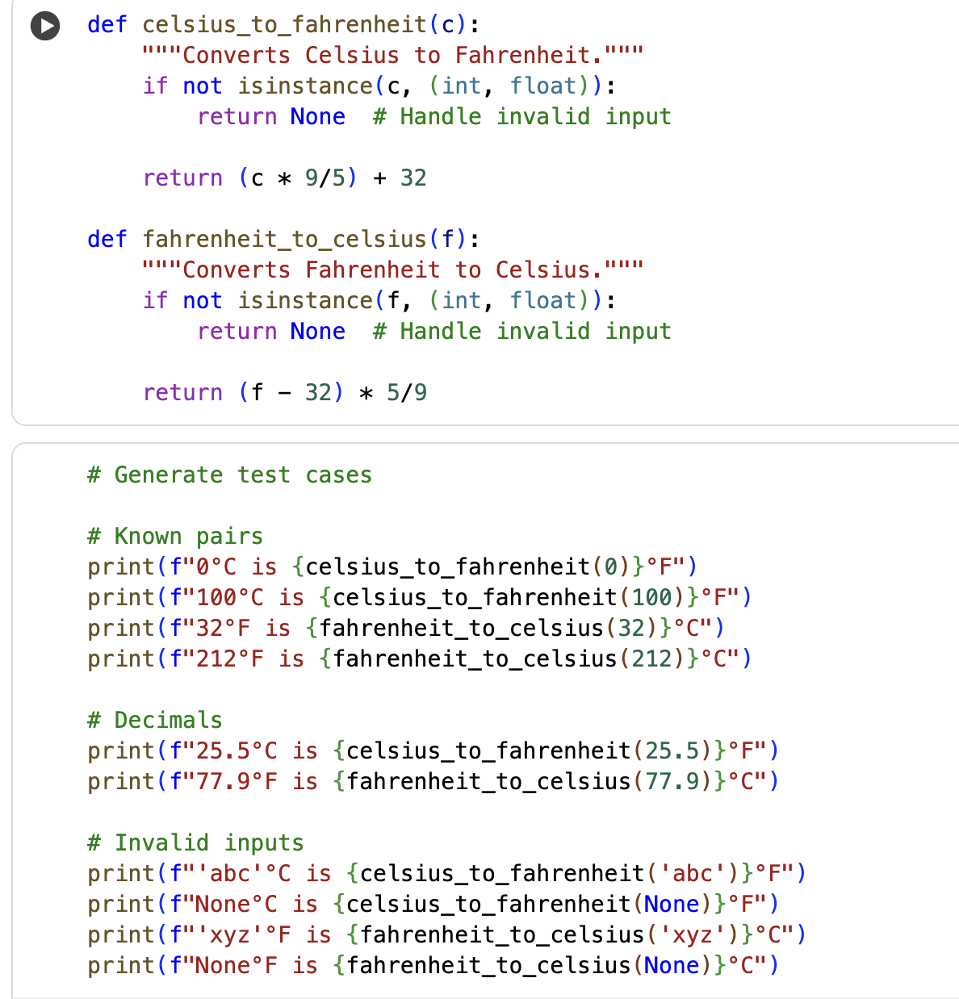 def celsius_to_fahrenheit(c):
    """Converts Celsius to Fahrenheit."""
    if not isinstance(c, (int, float)):
        return None  # Handle invalid input

    return (c * 9/5) + 32

def fahrenheit_to_celsius(f):
    """Converts Fahrenheit to Celsius."""
    if not isinstance(f, (int, float)):
        return None  # Handle invalid input

    return (f - 32) * 5/9

# Generate test cases

# Known pairs
print(f"0°C is {celsius_to_fahrenheit(0)}°F")
print(f"100°C is {celsius_to_fahrenheit(100)}°F")
print(f"32°F is {fahrenheit_to_celsius(32)}°C")
print(f"212°F is {fahrenheit_to_celsius(212)}°C")

# Decimals
print(f"25.5°C is {celsius_to_fahrenheit(25.5)}°F")
print(f"77.9°F is {fahrenheit_to_celsius(77.9)}°C")

# Invalid inputs
print(f"'abc'°C is {celsius_to_fahrenheit('abc')}°F")
print(f"None°C is {celsius_to_fahrenheit(None)}°F")
print(f"'xyz'°F is {fahrenheit_to_celsius('xyz')}°C")
print(f"None°F is {fahrenheit_to_celsius(None)}°C")